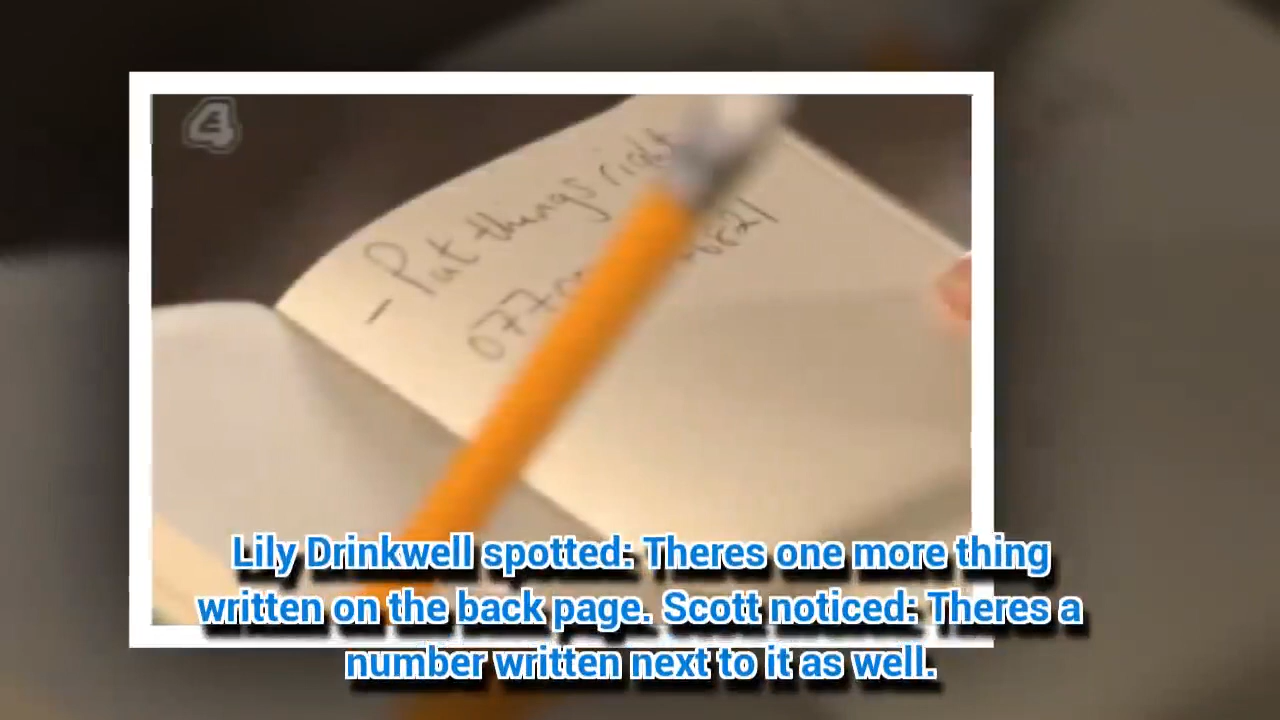 4
- Put things right
Lily Drinkwell spotted: Theres one more thing
written on the back page. Scott noticed: Theres a
number written next to it as well.